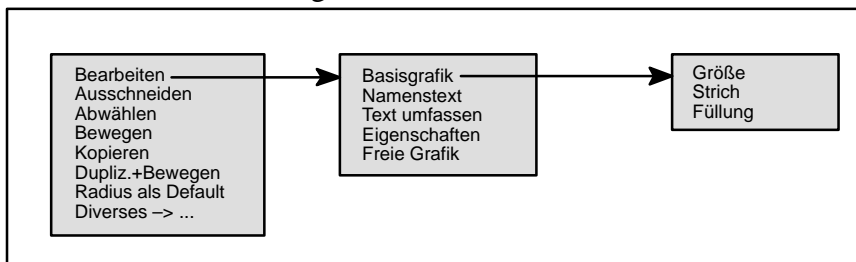 Bearbeiten
Ausschneiden
Abwählen
Bewegen
Kopieren
Dupliz.+Bewegen
Radius als Default
Diverses –> ...
Basisgrafik
Namenstext
Text umfassen
Eigenschaften
Freie Grafik
Größe
Strich
Füllung